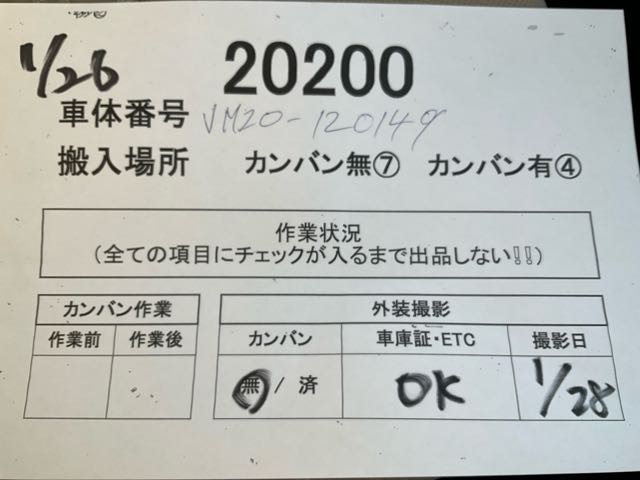 1/26 20200
車体番号 VM20-120149
搬入場所 カンバン無⑦ カンバン有④
作業状況
(全ての項目にチェックが入るまで出品しない!!)
カンバン作業
作業前 作業後
外装撮影
カンバン 車庫証・ETC 撮影日
無 / 済 OK 1/28